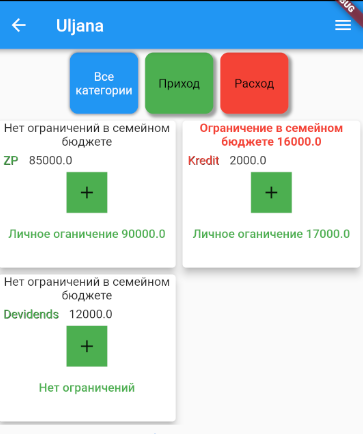 Uljana
BUG
Все
категории
Приход
Расход
Нет ограничений в семейном
бюджете
ZP 85000.0
+
Личное оганичение 90000.0
Ограничение в семейном
бюджете 16000.0
Kredit 2000.0
+
Личное оганичение 17000.0
Нет ограничений в семейном
бюджете
Devidends 12000.0
+
Нет ограничений